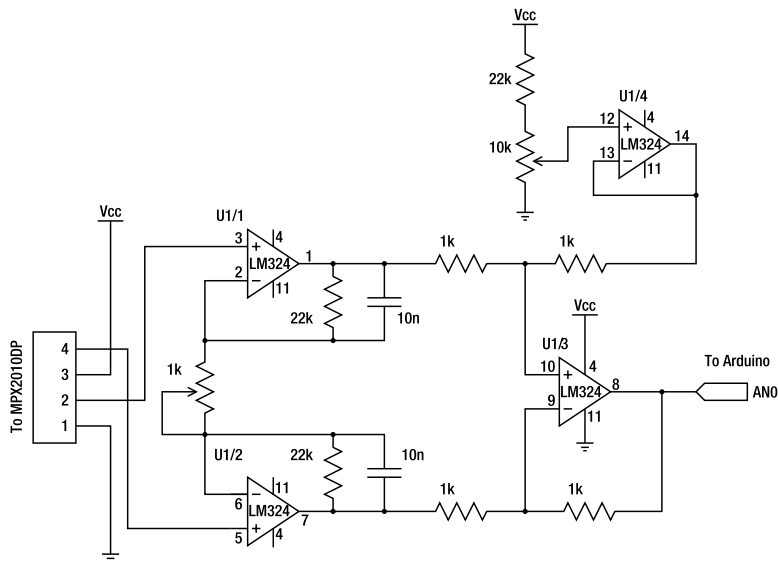 Vcc
22k
10k
U1/4
12
+
4
LM324
14
13
−
11
Vcc
U1/1
3
+
4
LM324
1
2
−
11
1k
1k
22k
10n
Vcc
U1/3
10
+
4
LM324
8
9
−
11
To Arduino
AN0
To MPX2010DP
4
3
2
1
1k
U1/2
22k
10n
6
−
11
LM324
7
5
+
4
1k
1k